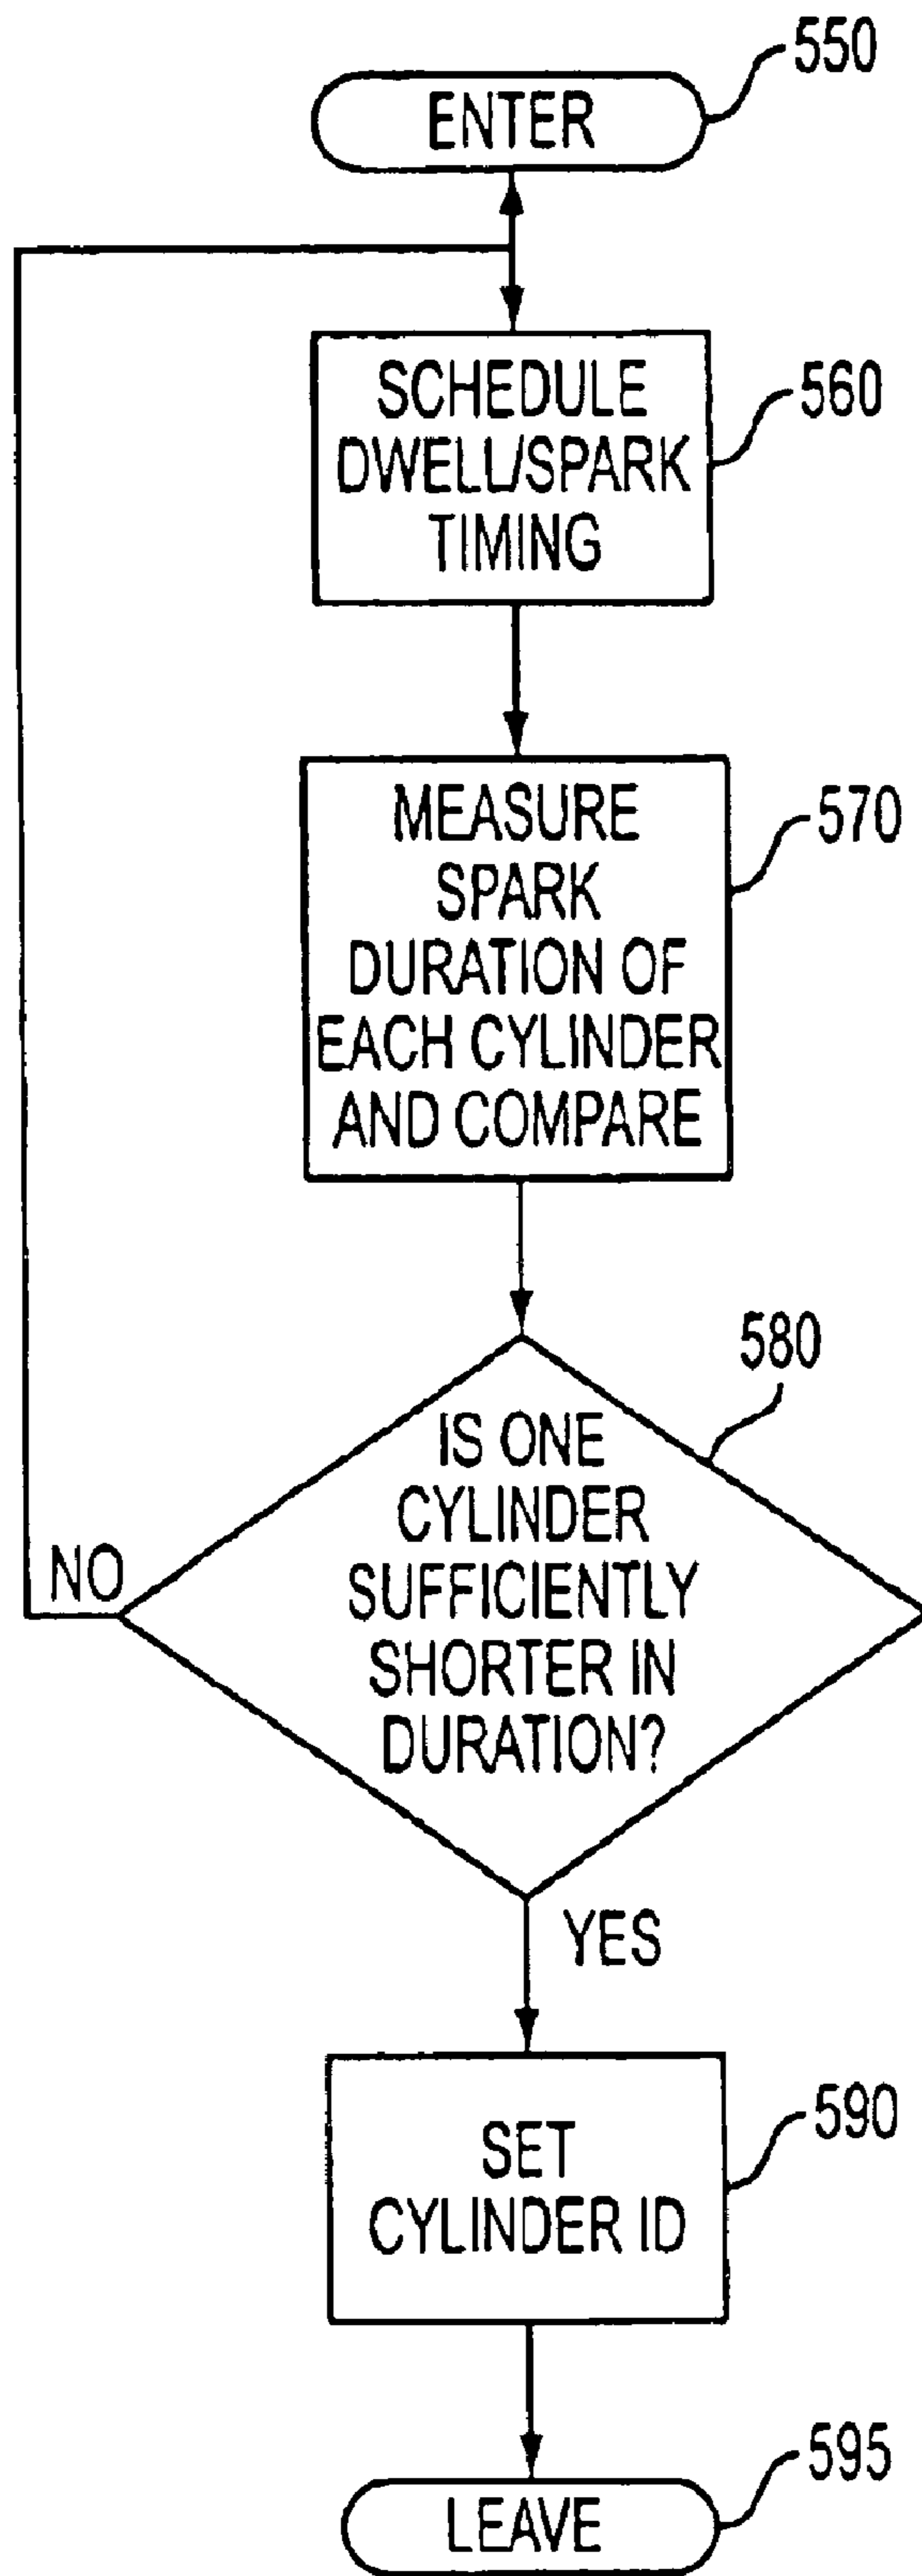 550
ENTER
SCHEDULE
DWELL/SPARK
TIMING
560
MEASURE
SPARK
DURATION OF
EACH CYLINDER
AND COMPARE
570
580
IS ONE
CYLINDER
SUFFICIENTLY
SHORTER IN
DURATION?
NO
YES
SET
CYLINDER ID
590
595
LEAVE